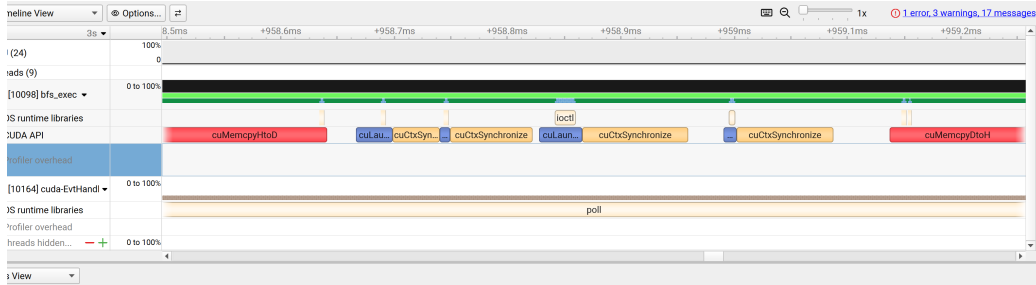 meline View Options... 1x 1 error, 3 warnings, 17 messages
3s 8.5ms +958.6ms +958.7ms +958.8ms +958.9ms +959ms +959.1ms +959.2ms
(24) 100%
0
eads (9)
[10098] bfs_exec 0 to 100%
OS runtime libraries ioctl
CUDA API cuMemcpyHtoD cuLau... cuCtxSyn... ... cuCtxSynchronize cuLaun... cuCtxSynchronize ... cuCtxSynchronize cuMemcpyDtoH
Profiler overhead
[10164] cuda-EvtHandl 0 to 100%
OS runtime libraries poll
Profiler overhead
hreads hidden... 0 to 100%
s View